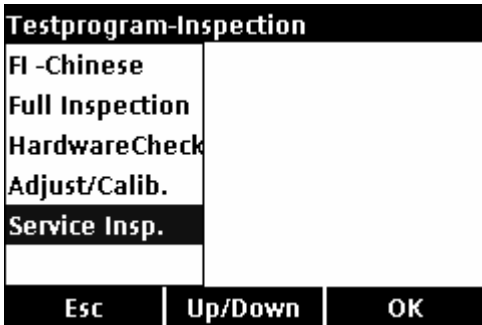 Testprogram-Inspection
FI -Chinese
Full Inspection
HardwareCheck
Adjust/Calib.
Service Insp.
Esc Up/Down OK